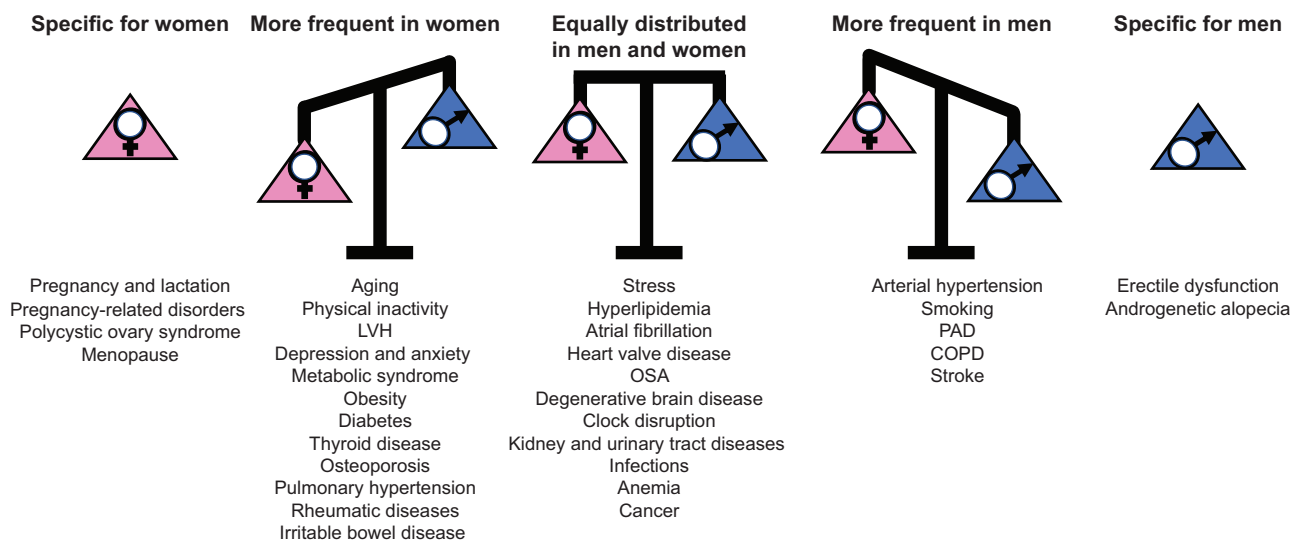 Specific for women
More frequent in women
Equally distributed
in men and women
More frequent in men
Specific for men
Pregnancy and lactation
Pregnancy-related disorders
Polycystic ovary syndrome
Menopause
Aging
Physical inactivity
LVH
Depression and anxiety
Metabolic syndrome
Obesity
Diabetes
Thyroid disease
Osteoporosis
Pulmonary hypertension
Rheumatic diseases
Irritable bowel disease
Stress
Hyperlipidemia
Atrial fibrillation
Heart valve disease
OSA
Degenerative brain disease
Clock disruption
Kidney and urinary tract diseases
Infections
Anemia
Cancer
Arterial hypertension
Smoking
PAD
COPD
Stroke
Erectile dysfunction
Androgenetic alopecia